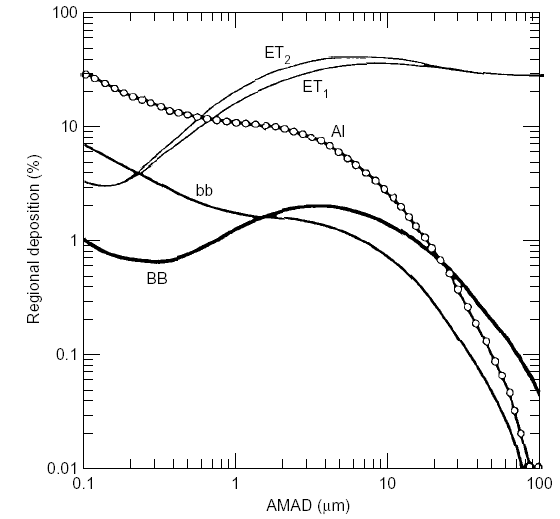 100
10
1
0.1
0.01
Regional deposition (%)
ET2
ET1
AI
bb
BB
0.1 1 10 100
AMAD (µm)